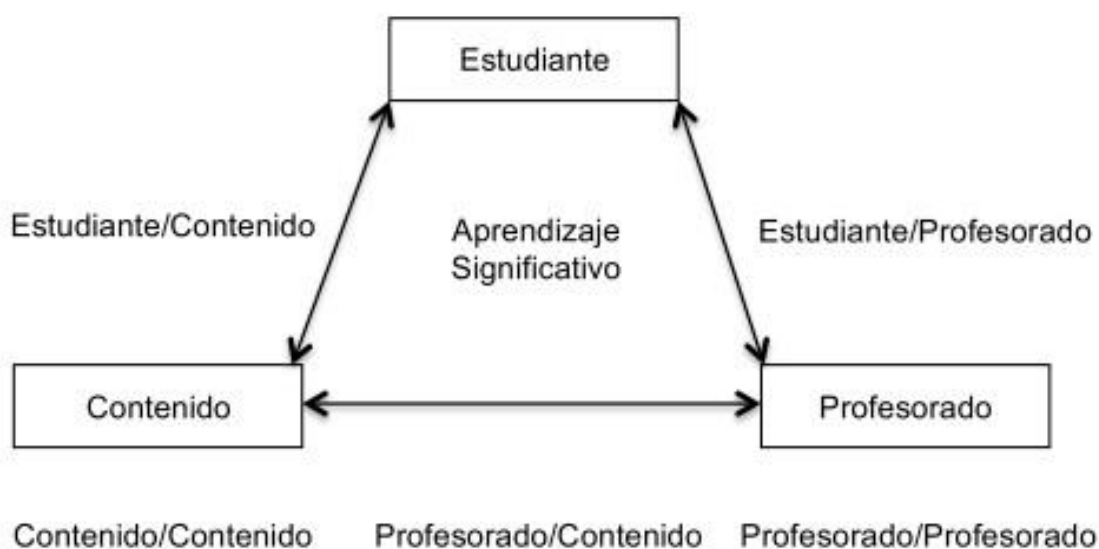 Estudiante
Estudiante/Contenido
Aprendizaje
Significativo
Estudiante/Profesorado
Contenido
Profesorado
Contenido/Contenido
Profesorado/Contenido
Profesorado/Profesorado